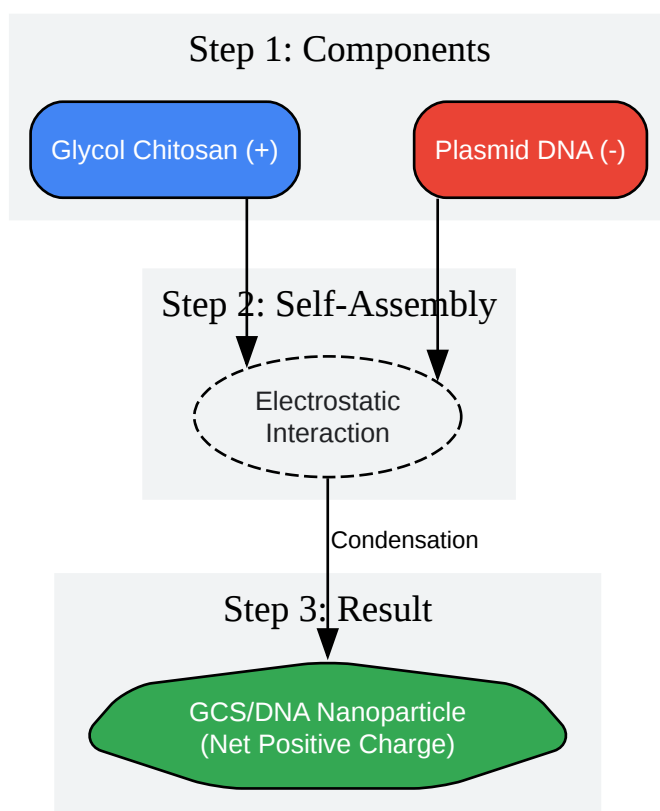 Step 1: Components
Glycol Chitosan (+)
Plasmid DNA (-)
Step 2: Self-Assembly
Electrostatic
Interaction
Condensation
Step 3: Result
GCS/DNA Nanoparticle
(Net Positive Charge)